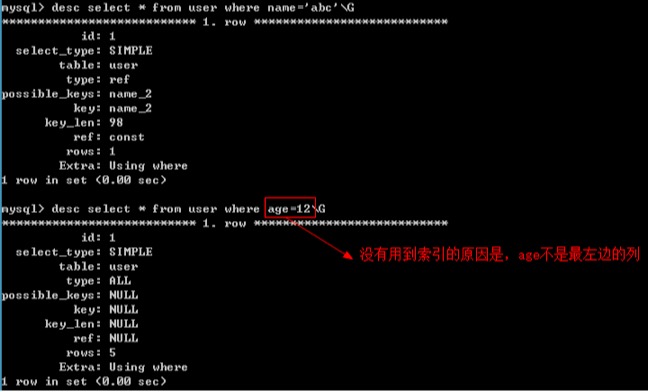 mysql> desc select * from user where name='abc'\G
*************************** 1. row ***************************
id: 1
select_type: SIMPLE
table: user
type: ref
possible_keys: name_2
key: name_2
key_len: 98
ref: const
rows: 1
Extra: Using where
1 row in set (0.00 sec)
mysql> desc select * from user where age=12\G
*************************** 1. row ***************************
id: 1
select_type: SIMPLE
table: user
type: ALL
没有用到索引的原因是，age不是最左边的列
possible_keys: NULL
key: NULL
key_len: NULL
ref: NULL
rows: 5
Extra: Using where
1 row in set (0.00 sec)